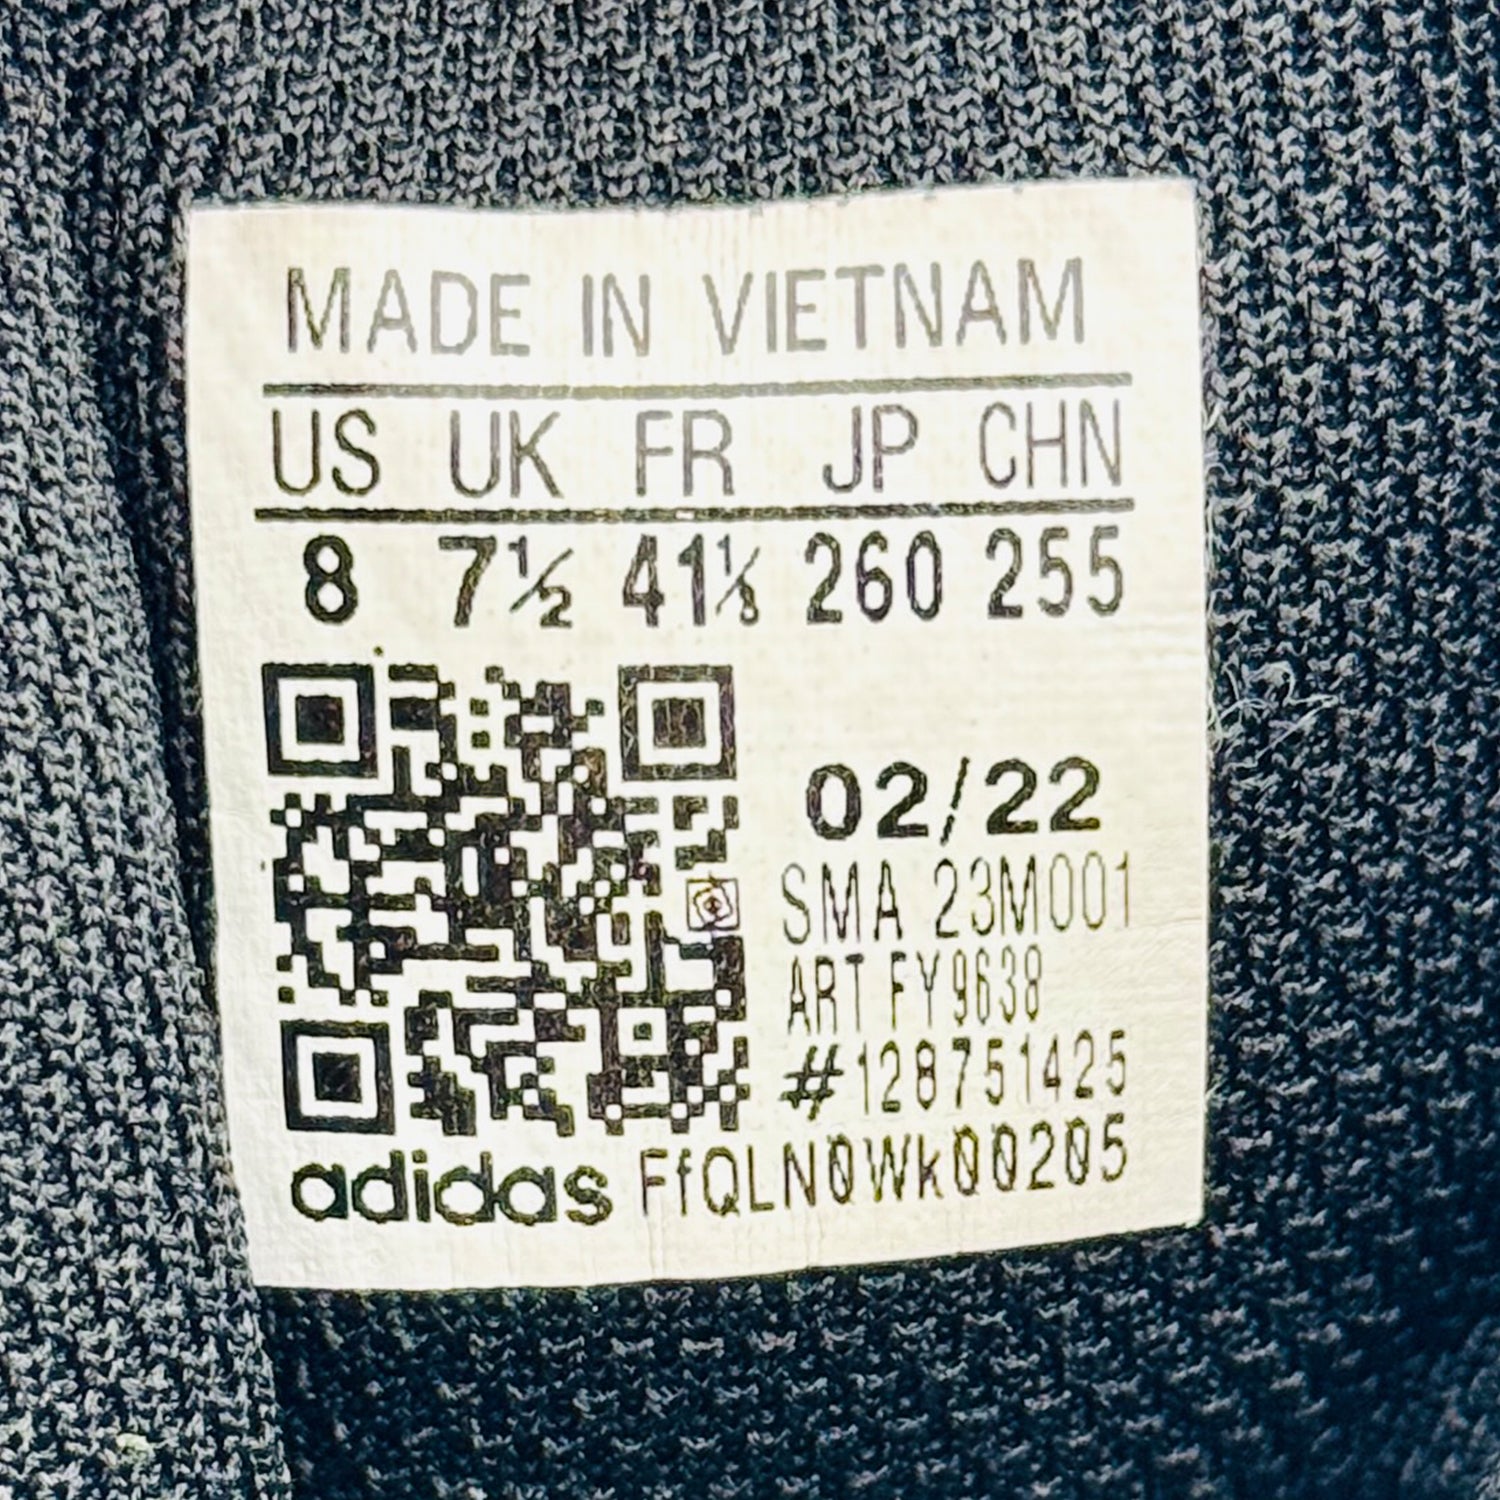 MADE IN VIETNAM
US UK FR JP CHN
8 7½ 41⅓ 260 255
02/22
SMA 23M001
ART FY9638
#128751425
adidas FfQLN0Wk00205